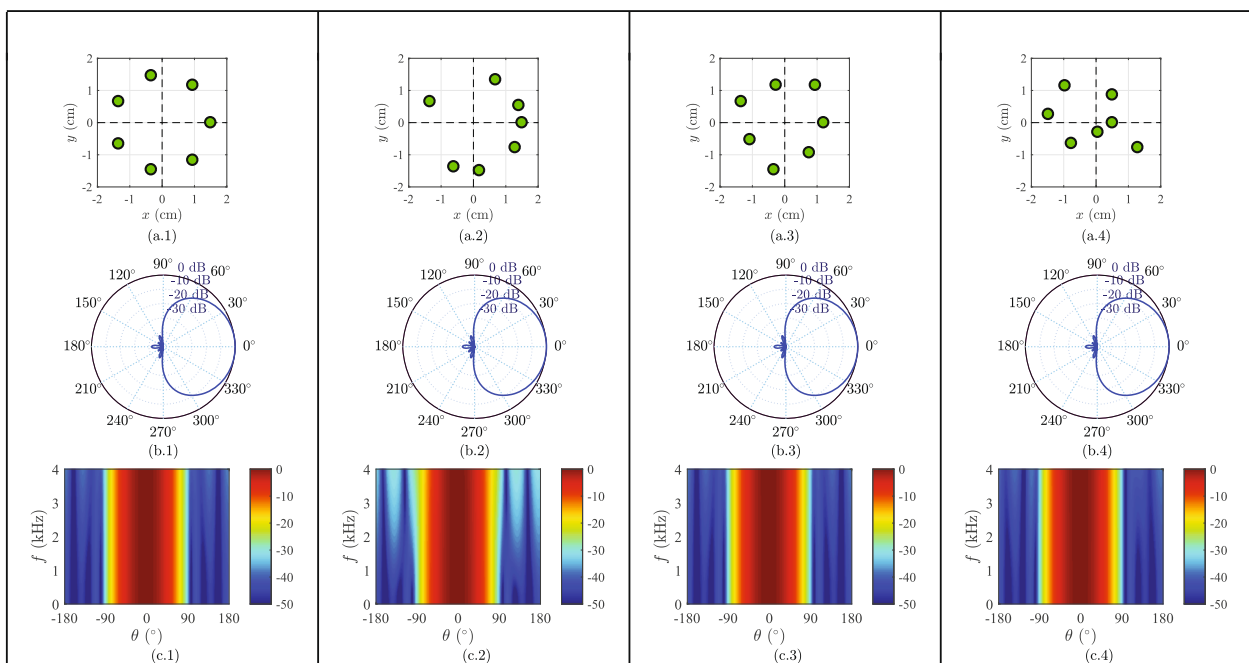 2
1
0
-1
-2
-2 -1 0 1 2
y (cm)
x (cm)
(a.1)
2
1
0
-1
-2
-2 -1 0 1 2
y (cm)
x (cm)
(a.2)
2
1
0
-1
-2
-2 -1 0 1 2
y (cm)
x (cm)
(a.3)
2
1
0
-1
-2
-2 -1 0 1 2
y (cm)
x (cm)
(a.4)
90° 0 dB
120° -10 dB 60°
150° -20 dB 30°
-30 dB
180° 0°
210° 330°
240° 300°
270°
(b.1)
90° 0 dB
120° -10 dB 60°
150° -20 dB 30°
-30 dB
180° 0°
210° 330°
240° 300°
270°
(b.2)
90° 0 dB
120° -10 dB 60°
150° -20 dB 30°
-30 dB
180° 0°
210° 330°
240° 300°
270°
(b.3)
90° 0 dB
120° -10 dB 60°
150° -20 dB 30°
-30 dB
180° 0°
210° 330°
240° 300°
270°
(b.4)
4 0
3 -10
-20
2 -30
1 -40
0 -50
f (kHz)
-180 -90 0 90 180
θ (°)
(c.1)
4 0
3 -10
-20
2 -30
1 -40
0 -50
f (kHz)
-180 -90 0 90 180
θ (°)
(c.2)
4 0
3 -10
-20
2 -30
1 -40
0 -50
f (kHz)
-180 -90 0 90 180
θ (°)
(c.3)
4 0
3 -10
-20
2 -30
1 -40
0 -50
f (kHz)
-180 -90 0 90 180
θ (°)
(c.4)